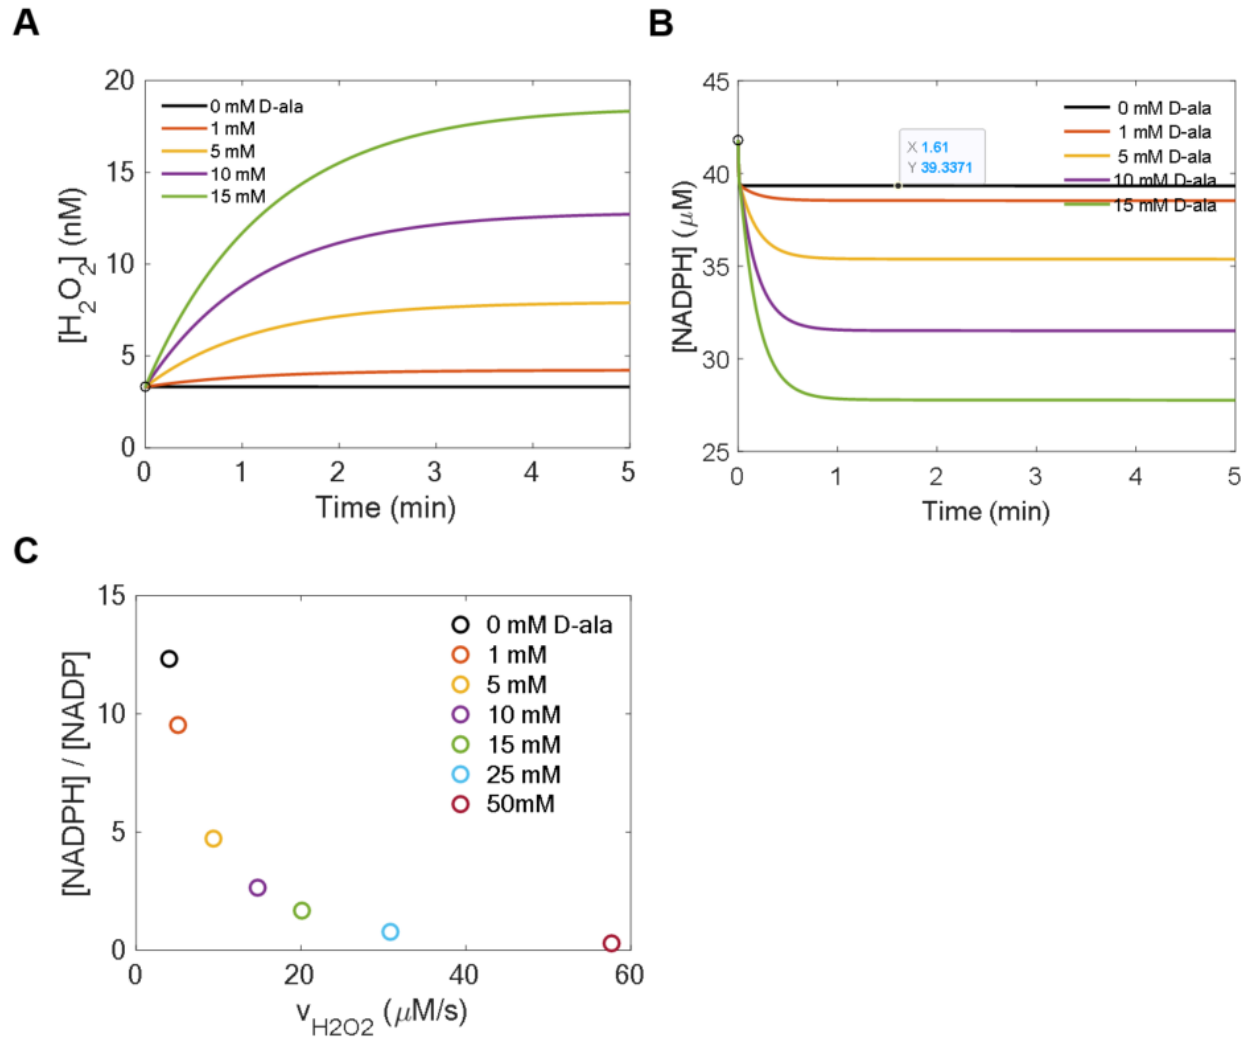 A
20
15
10
5
0
[H2O2] (nM)
0 mM D-ala
1 mM
5 mM
10 mM
15 mM
0 1 2 3 4 5
Time (min)
B
45
40
35
30
25
[NADPH] (μM)
X 1.61
Y 39.3371
0 mM D-ala
1 mM D-ala
5 mM D-ala
10 mM D-ala
15 mM D-ala
0 1 2 3 4 5
Time (min)
C
15
10
5
0
[NADPH] / [NADP]
0 mM D-ala
1 mM
5 mM
10 mM
15 mM
25 mM
50mM
0 20 40 60
vH2O2 (μM/s)